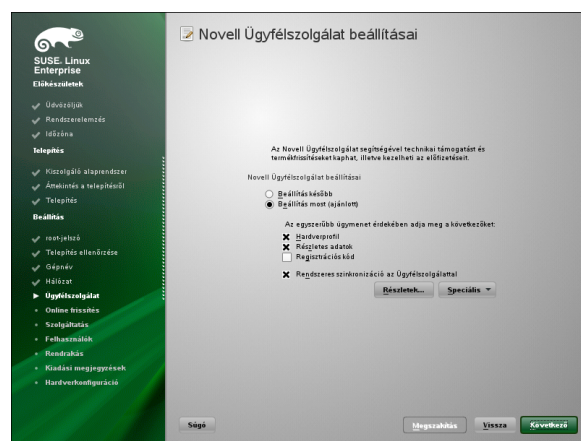 Novell Ügyfélszolgálat beállításai
SUSE Linux
Enterprise
Előkészületek
Üdvözöljük
Rendszerelemzés
Időzóna
Telepítés
Kiszolgáló alaprendszer
Áttekintés a telepítésről
Telepítés
Beállítás
root-jelszó
Telepítés ellenőrzése
Gépnév
Hálózat
Ügyfélszolgálat
Online frissítés
Szolgáltatás
Felhasználók
Rendrakás
Kiadási megjegyzések
Hardverkonfiguráció
Az Novell Ügyfélszolgálat segítségével technikai támogatást és
termékfrissítéseket kaphat, illetve kezelheti az előfizetéseit.
Novell Ügyfélszolgálat beállításai
Beállítás később
Beállítás most (ajánlott)
Az egyszerűbb ügymenet érdekében adja meg a következőket:
Hardverprofil
Részletes adatok
Regisztrációs kód
Rendszeres szinkronizáció az Ügyfélszolgálattal
Részletek... Speciális
Súgó Megszakítás Vissza Következő